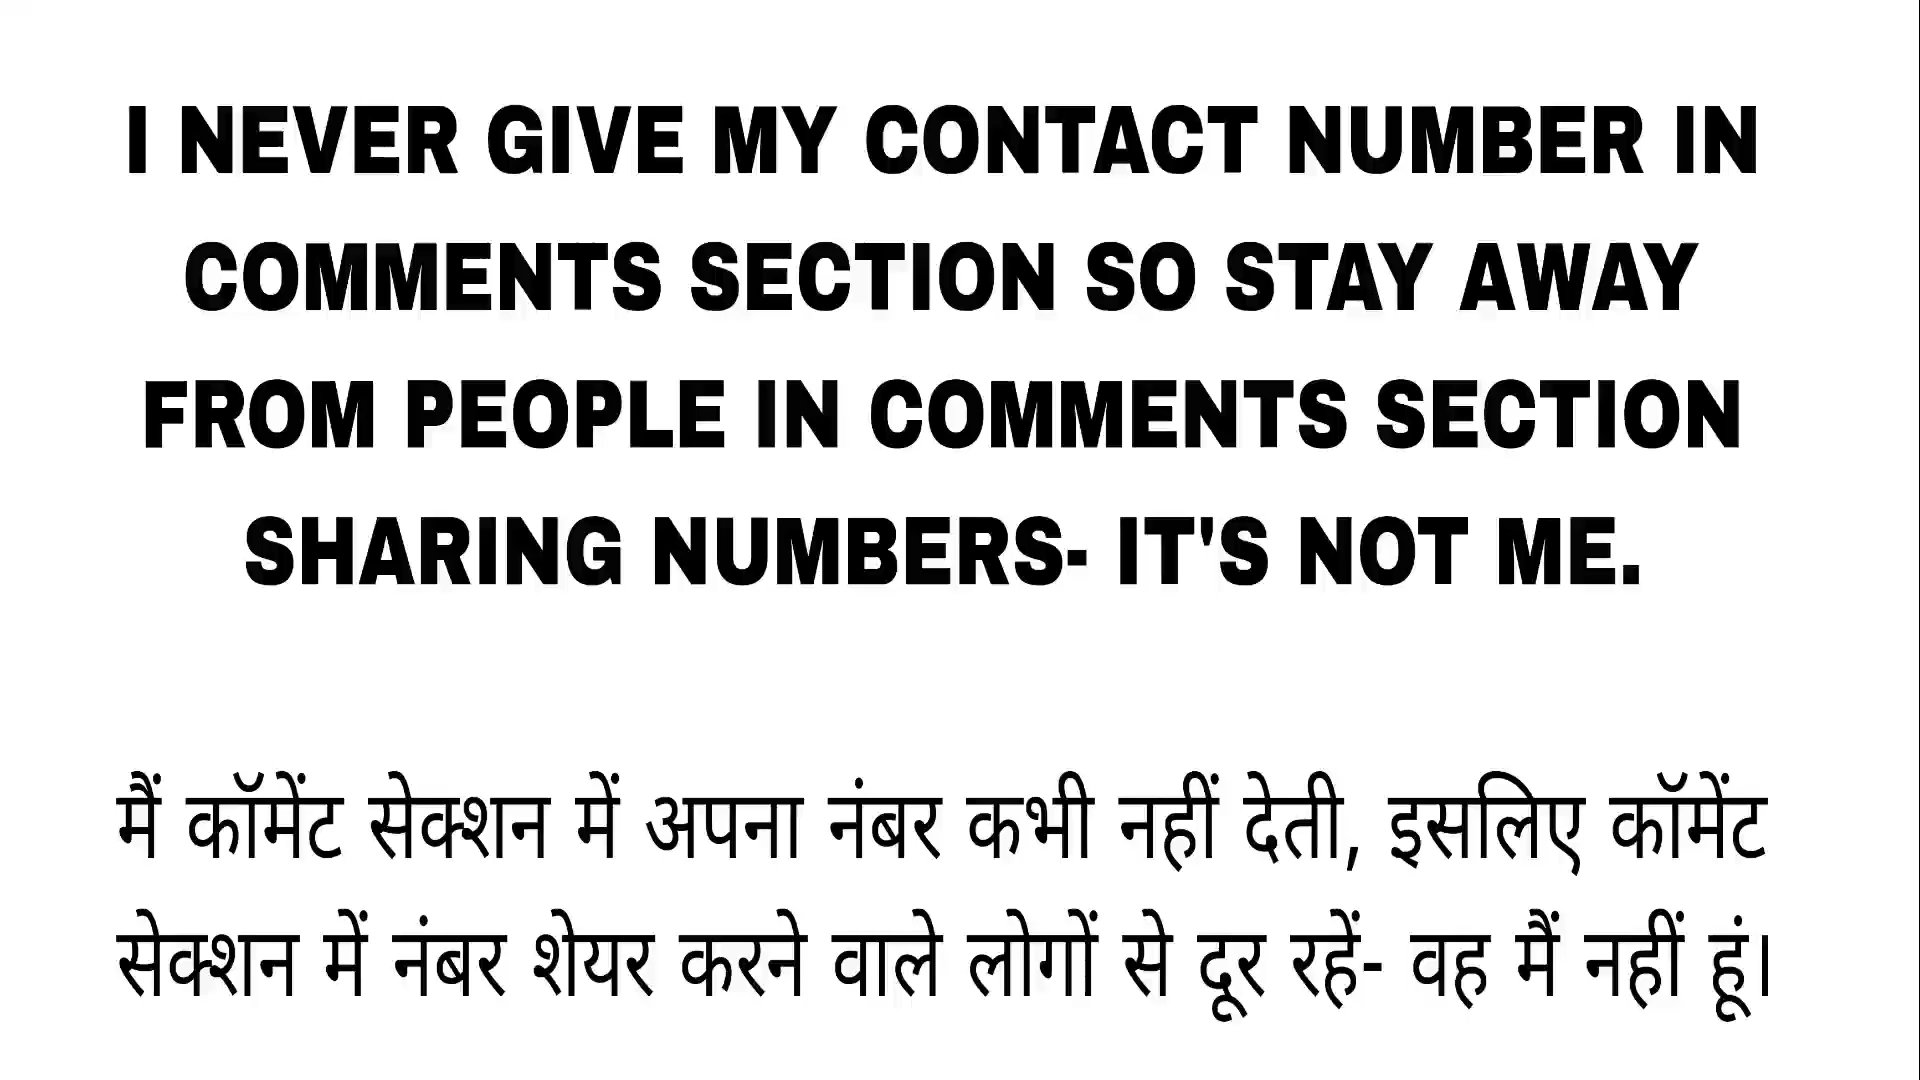 I NEVER GIVE MY CONTACT NUMBER IN
COMMENTS SECTION SO STAY AWAY
FROM PEOPLE IN COMMENTS SECTION
SHARING NUMBERS- IT'S NOT ME.
मैं कॉमेंट सेक्शन में अपना नंबर कभी नहीं देती, इसलिए कॉमेंट
सेक्शन में नंबर शेयर करने वाले लोगों से दूर रहें- वह मैं नहीं हूं।